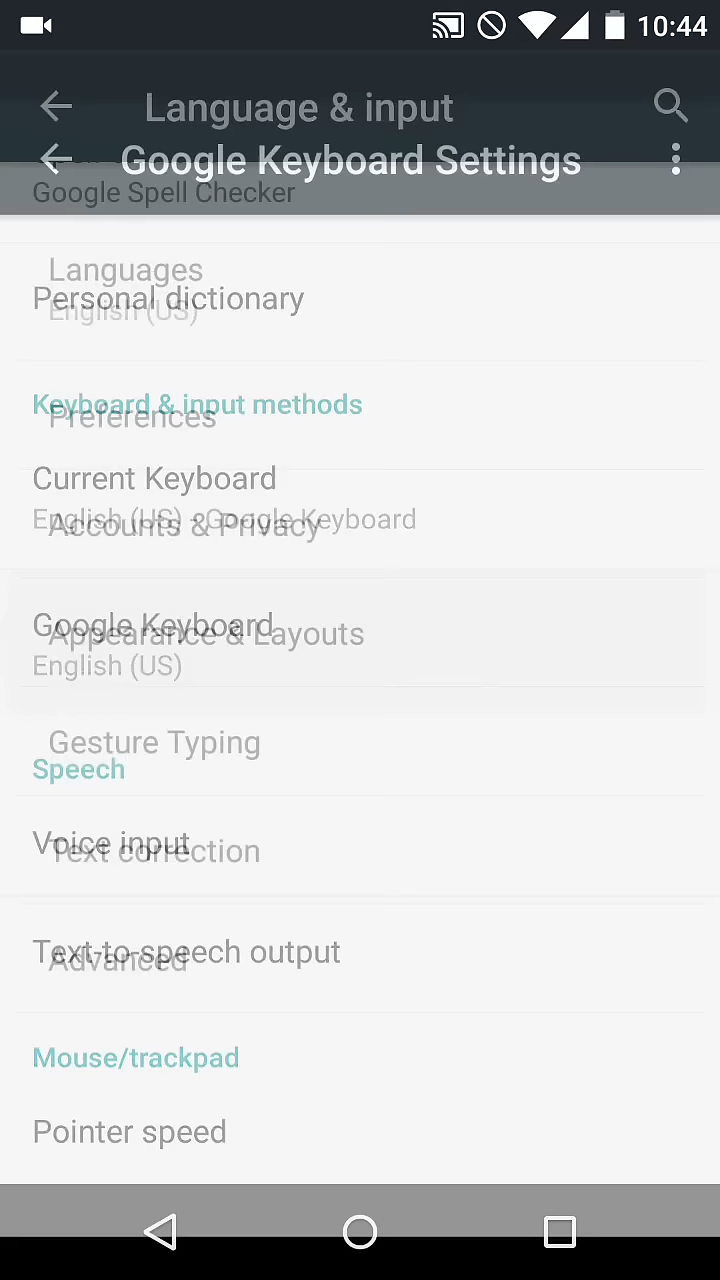 10:44
Language & input
Google Keyboard Settings
Google Spell Checker
Languages
Personal dictionary
English (US)
Keyboard & input methods
Preferences
Current Keyboard
English (US) - Google Keyboard
Accounts & Privacy
Google Keyboard
Appearance & Layouts
English (US)
Gesture Typing
Speech
Voice input
Text correction
Text-to-speech output
Advanced
Mouse/trackpad
Pointer speed